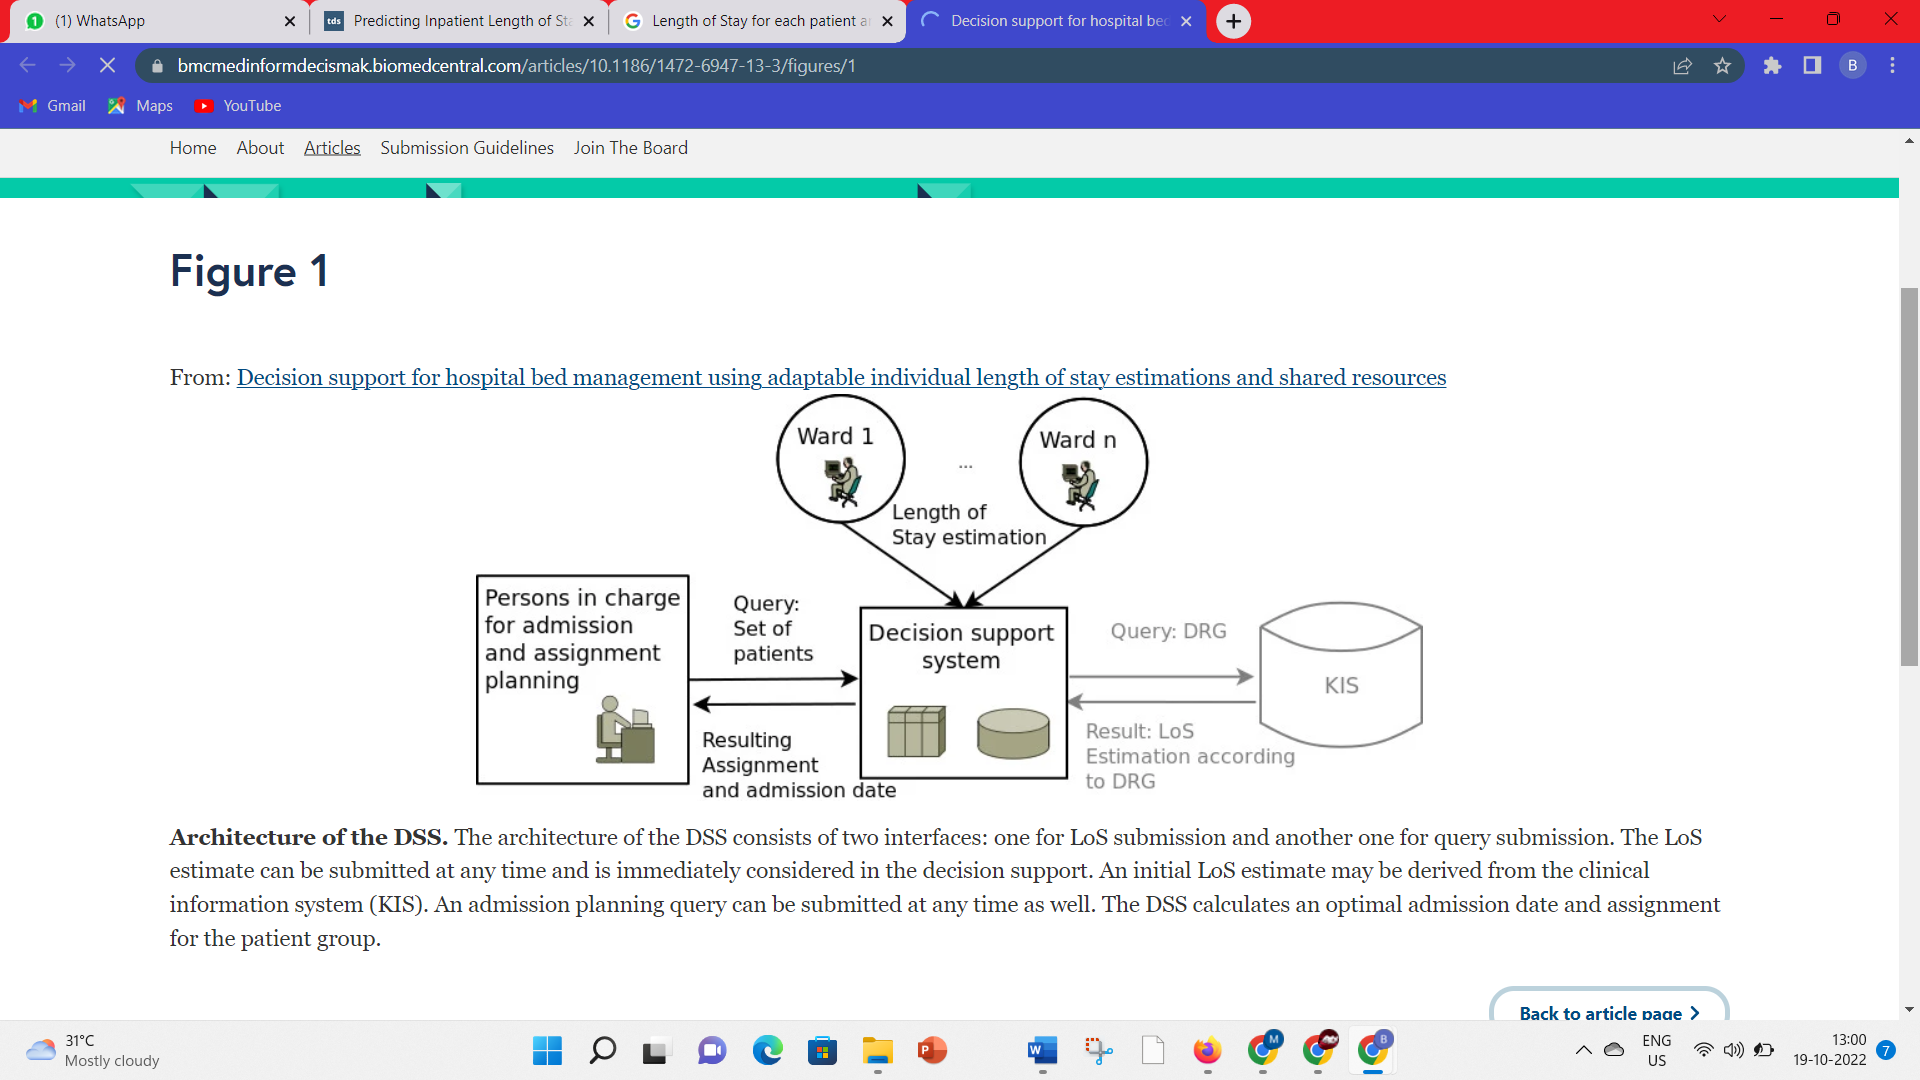 (1) WhatsApp
tds Predicting Inpatient Length of St
Length of Stay for each patient a
Decision support for hospital bed
bmcmedinformdecismak.biomedcentral.com/articles/10.1186/1472-6947-13-3/figures/1
B
Gmail Maps YouTube
Home About Articles Submission Guidelines Join The Board
Figure 1
From: Decision support for hospital bed management using adaptable individual length of stay estimations and shared resources
Ward 1
...
Ward n
Length of
Stay estimation
Persons in charge
for admission
and assignment
planning
Query:
Set of
patients
Resulting
Assignment
and admission date
Decision support
system
Query: DRG
Result: LoS
Estimation according
to DRG
KIS
Architecture of the DSS. The architecture of the DSS consists of two interfaces: one for LoS submission and another one for query submission. The LoS
estimate can be submitted at any time and is immediately considered in the decision support. An initial LoS estimate may be derived from the clinical
information system (KIS). An admission planning query can be submitted at any time as well. The DSS calculates an optimal admission date and assignment
for the patient group.
Back to article page
31°C
Mostly cloudy
P
W
M
B
ENG
US
13:00
19-10-2022
7